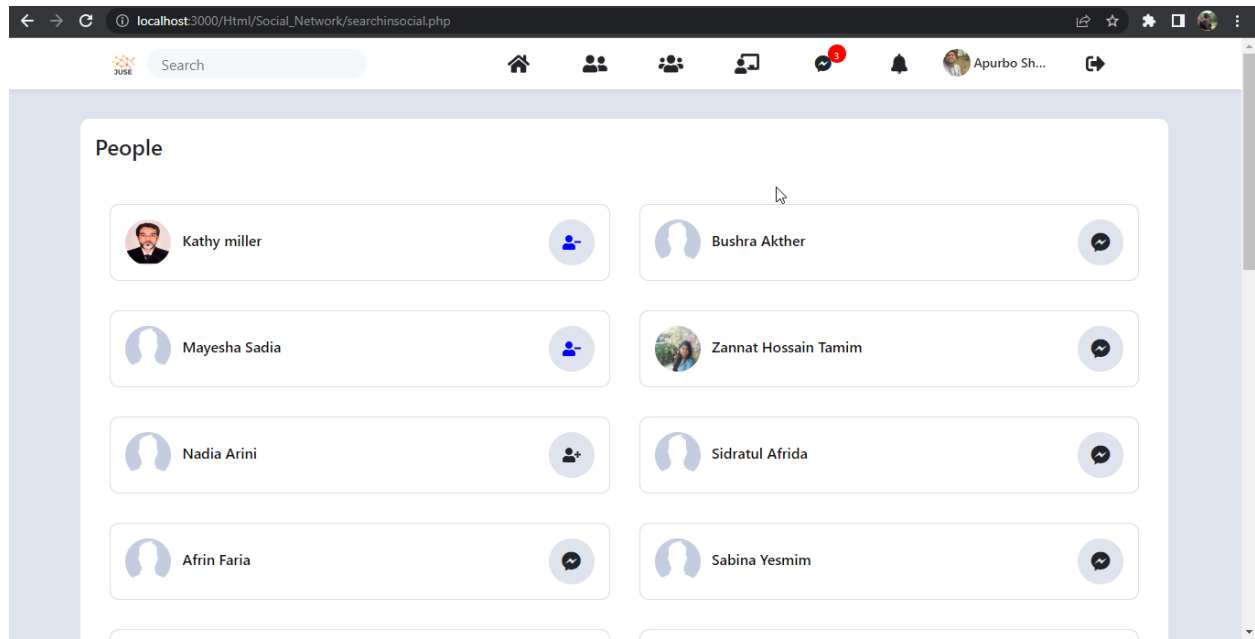 localhost:3000/Html/Social_Network/searchinsocial.php
JUSE
Search
3
Apurbo Sh...
People
Kathy miller
Bushra Akther
Mayesha Sadia
Zannat Hossain Tamim
Nadia Arini
Sidratul Afrida
Afrin Faria
Sabina Yesmim